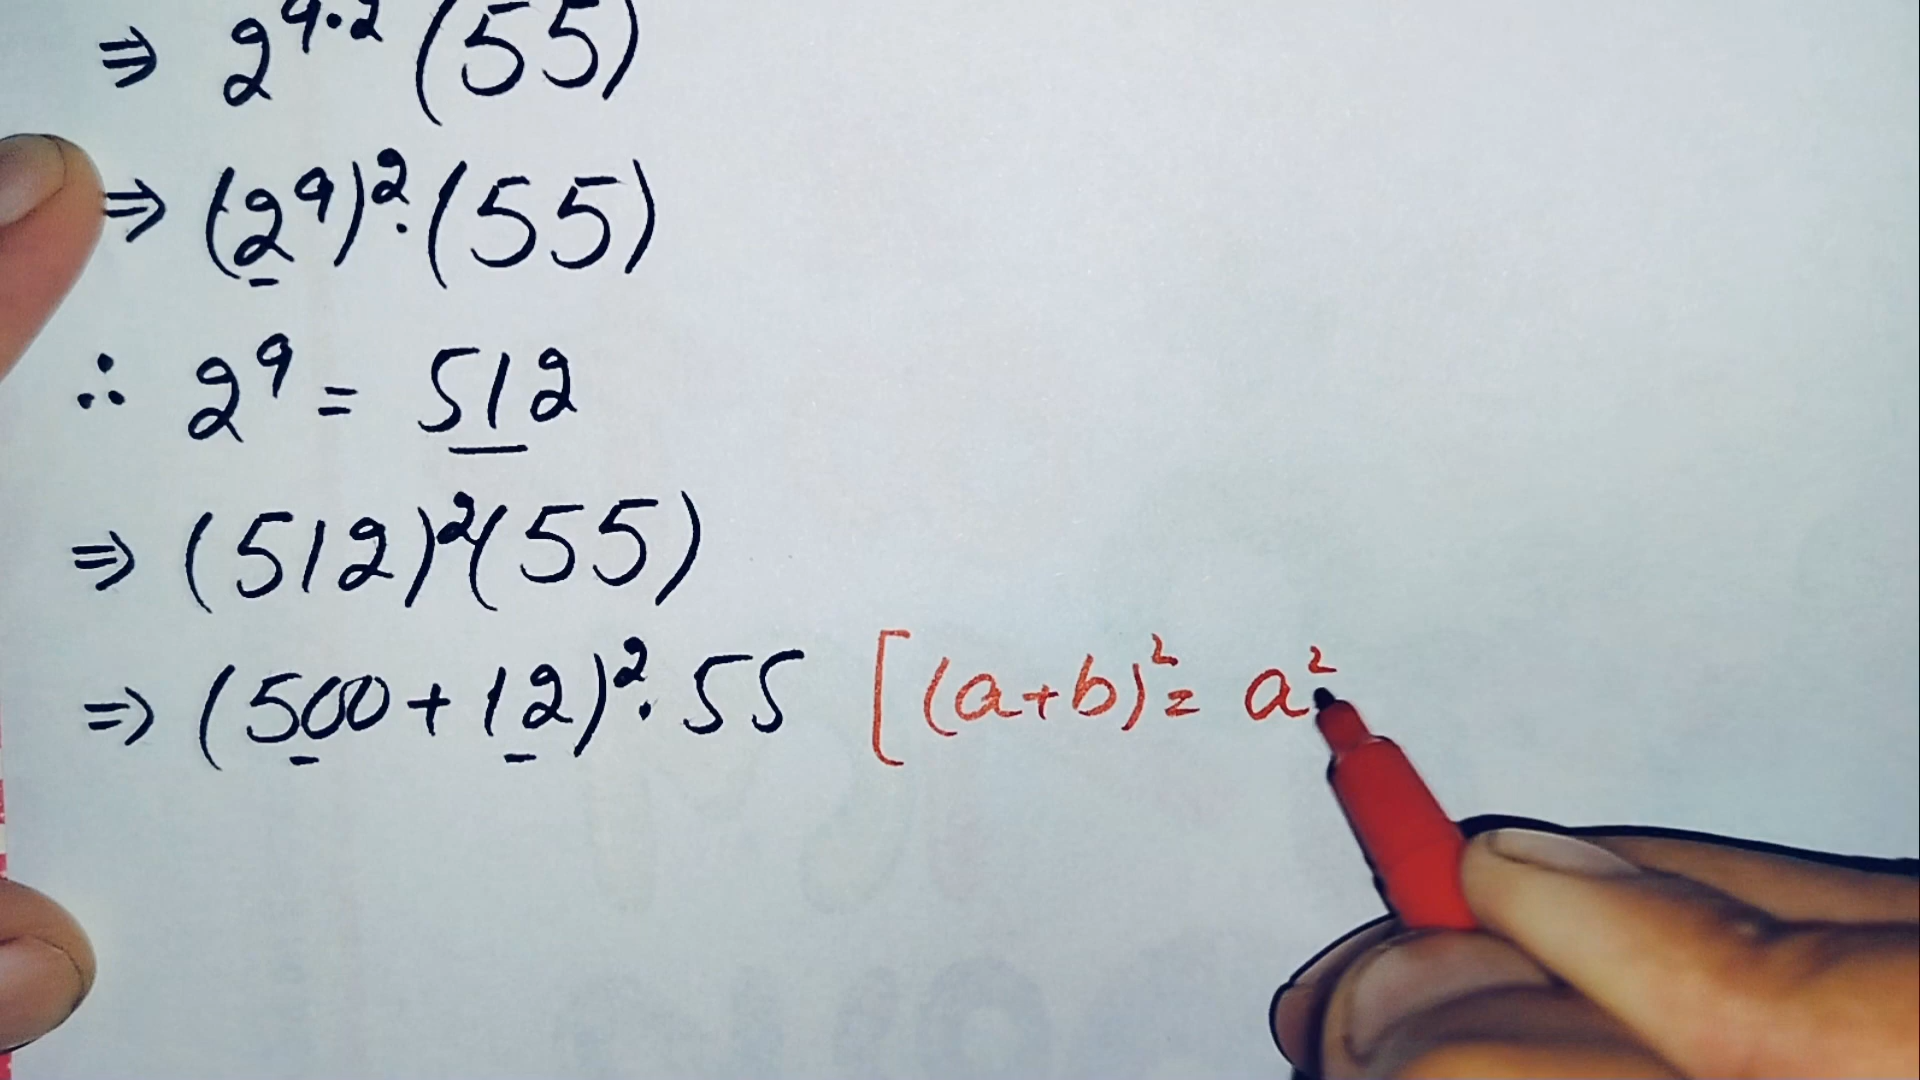 ⇒ 2^{9·2} (55)
⇒ (2^9)^2 · (55)
∴ 2^9 = 512
⇒ (512)^2 (55)
⇒ (500 + 12)^2 · 55 [(a+b)^2 = a^2